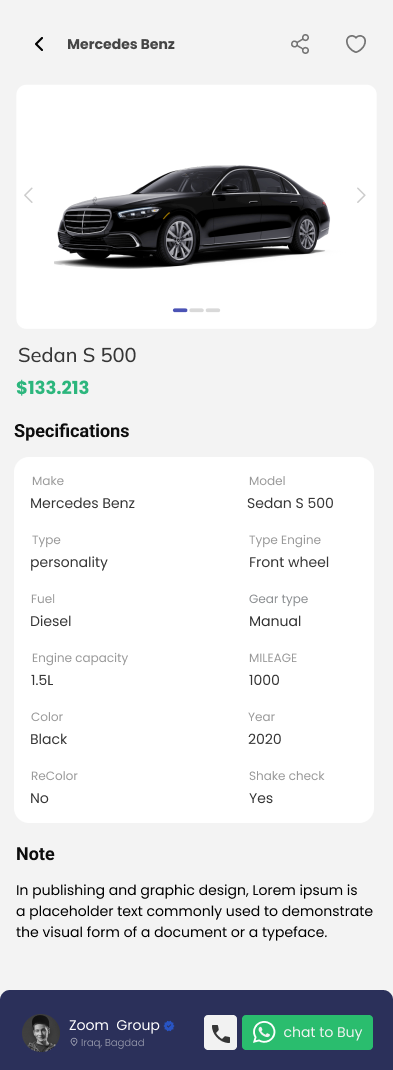 Mercedes Benz
Sedan S 500
$133.213
Specifications
Make
Model
Mercedes Benz
Sedan S 500
Type
Type Engine
personality
Front wheel
Fuel
Gear type
Diesel
Manual
Engine capacity
MILEAGE
1.5L
1000
Color
Year
Black
2020
ReColor
Shake check
No
Yes
Note
In publishing and graphic design, Lorem ipsum is
a placeholder text commonly used to demonstrate
the visual form of a document or a typeface.
Zoom Group
Iraq, Bagdad
chat to Buy